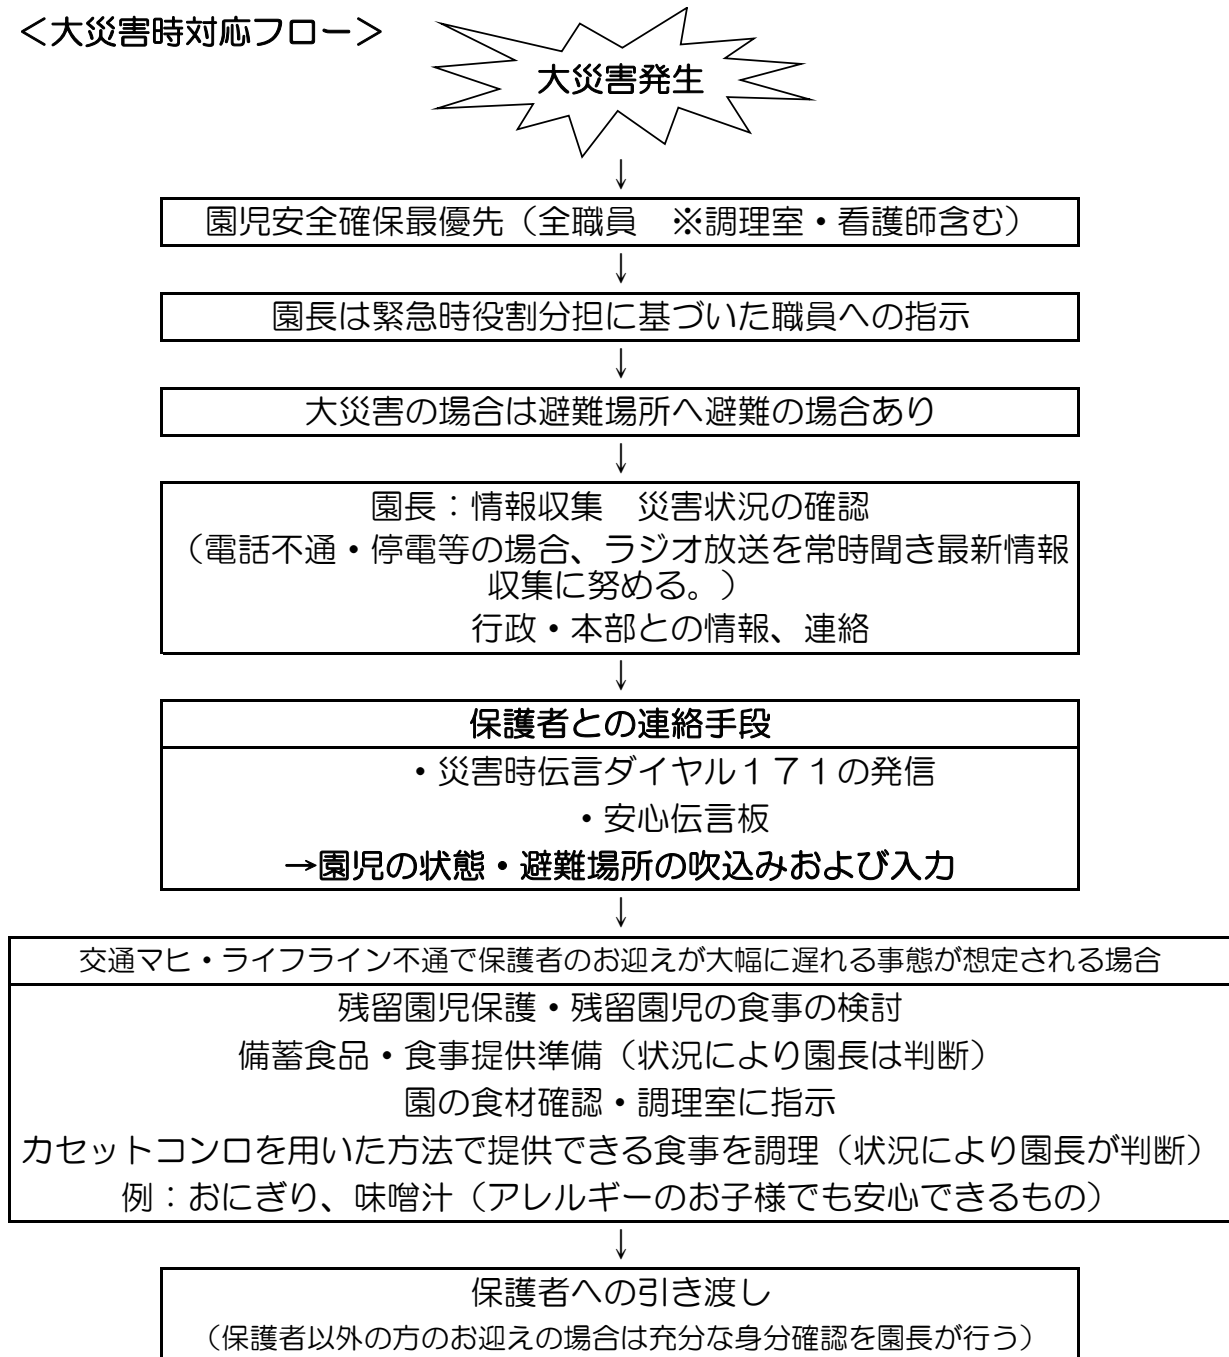 ＜大災害時対応フロー＞
大災害発生
↓
園児安全確保最優先（全職員　※調理室・看護師含む）
↓
園長は緊急時役割分担に基づいた職員への指示
↓
大災害の場合は避難場所へ避難の場合あり
↓
園長：情報収集　災害状況の確認
（電話不通・停電等の場合、ラジオ放送を常時聞き最新情報
収集に努める。）
行政・本部との情報、連絡
↓
保護者との連絡手段
・災害時伝言ダイヤル１７１の発信
・安心伝言板
→園児の状態・避難場所の吹込みおよび入力
↓
交通マヒ・ライフライン不通で保護者のお迎えが大幅に遅れる事態が想定される場合
残留園児保護・残留園児の食事の検討
備蓄食品・食事提供準備（状況により園長は判断）
園の食材確認・調理室に指示
カセットコンロを用いた方法で提供できる食事を調理（状況により園長が判断）
例：おにぎり、味噌汁（アレルギーのお子様でも安心できるもの）
↓
保護者への引き渡し
（保護者以外の方のお迎えの場合は充分な身分確認を園長が行う）